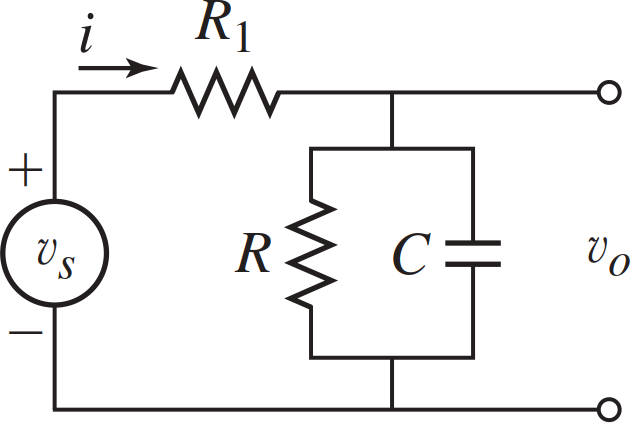 i
R₁
+
vₛ
−
R
C
vₒ